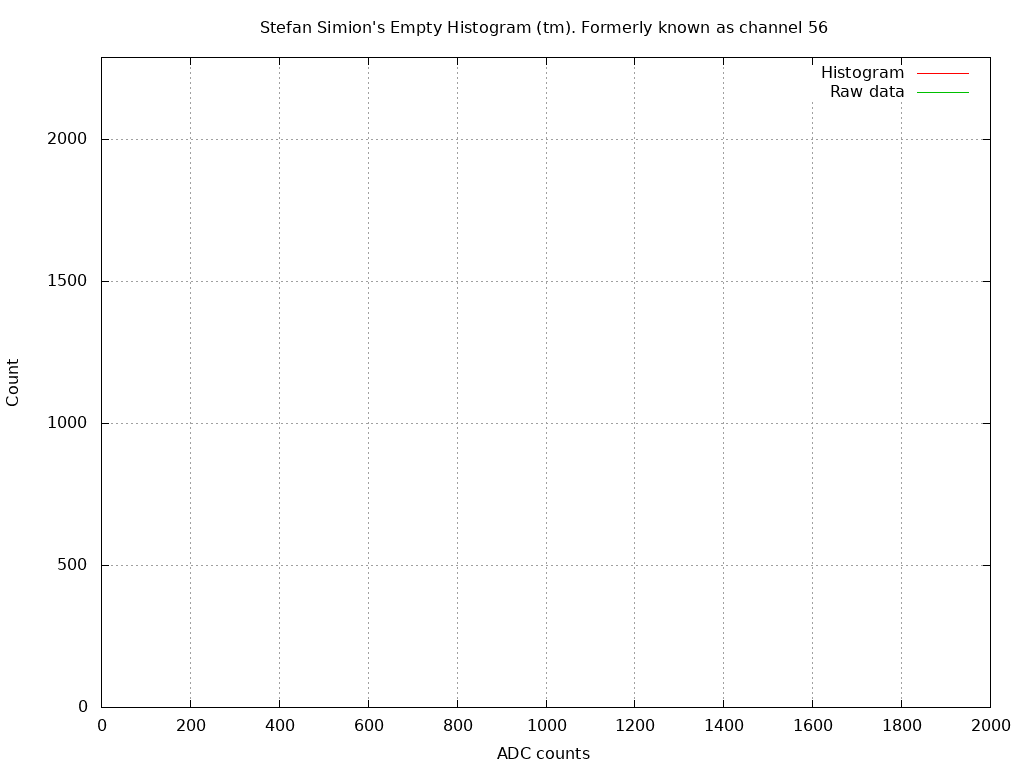 Stefan Simion's Empty Histogram (tm). Formerly known as channel 56
Histogram
Raw data
2000
1500
1000
500
0
Count
0 200 400 600 800 1000 1200 1400 1600 1800 2000
ADC counts